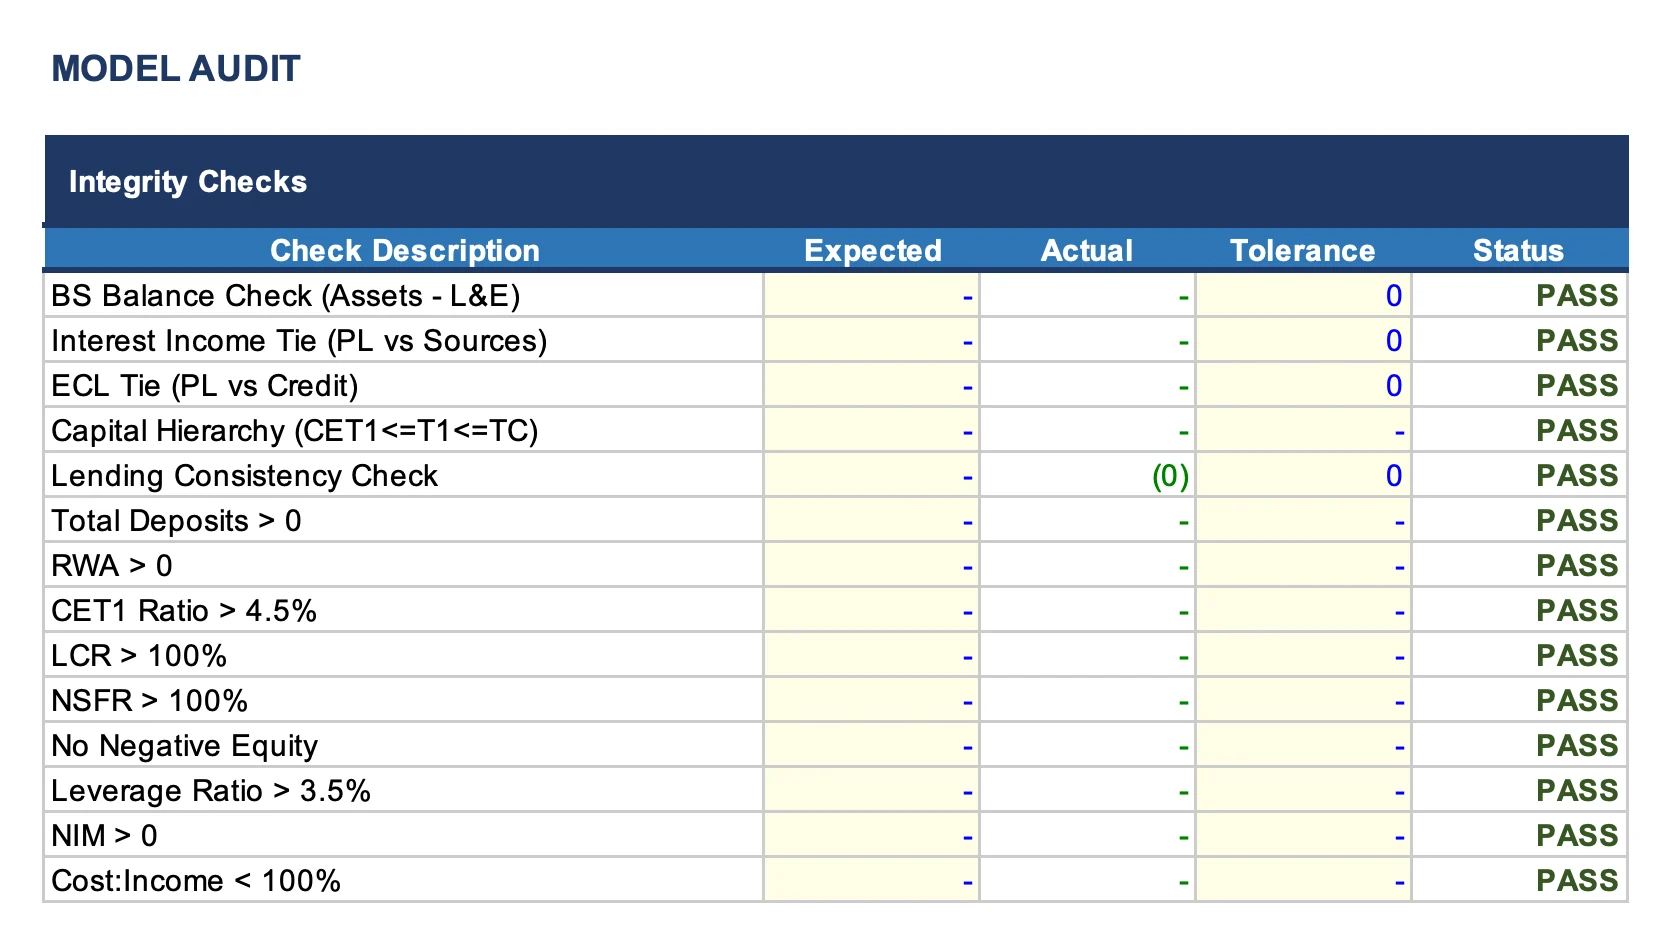 MODEL AUDIT
Integrity Checks
Check Description Expected Actual Tolerance Status
BS Balance Check (Assets - L&E) - - 0 PASS
Interest Income Tie (PL vs Sources) - - 0 PASS
ECL Tie (PL vs Credit) - - 0 PASS
Capital Hierarchy (CET1<=T1<=TC) - - - PASS
Lending Consistency Check - (0) 0 PASS
Total Deposits > 0 - - - PASS
RWA > 0 - - - PASS
CET1 Ratio > 4.5% - - - PASS
LCR > 100% - - - PASS
NSFR > 100% - - - PASS
No Negative Equity - - - PASS
Leverage Ratio > 3.5% - - - PASS
NIM > 0 - - - PASS
Cost:Income < 100% - - - PASS